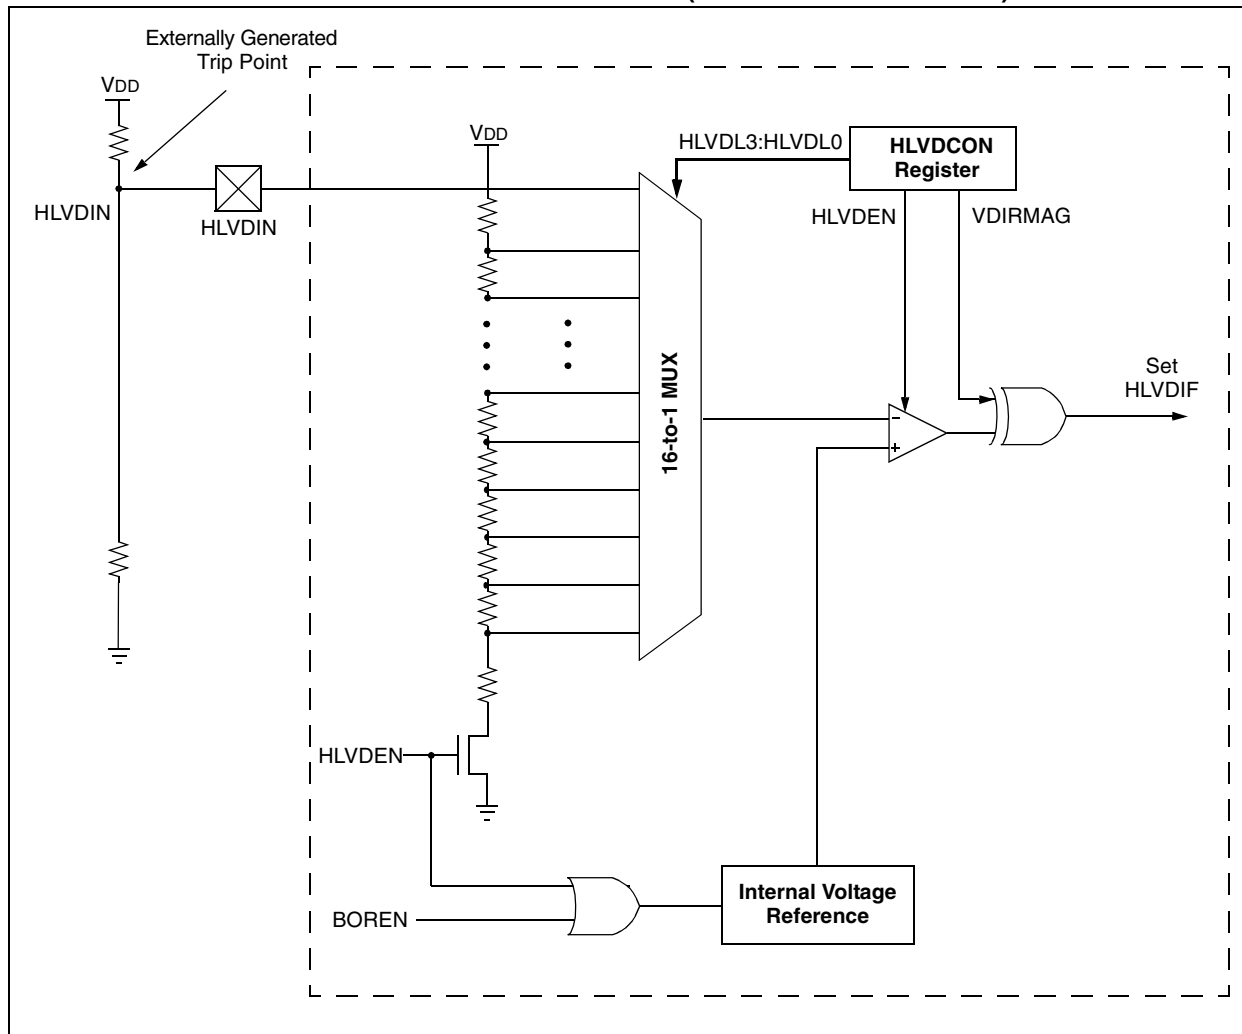 Externally Generated
Trip Point
VDD
VDD
HLVDL3:HLVDL0
HLVDCON
Register
HLVDIN
HLVDIN
HLVDEN
VDIRMAG
16-to-1 MUX
Set
HLVDIF
–
+
HLVDEN
BOREN
Internal Voltage
Reference